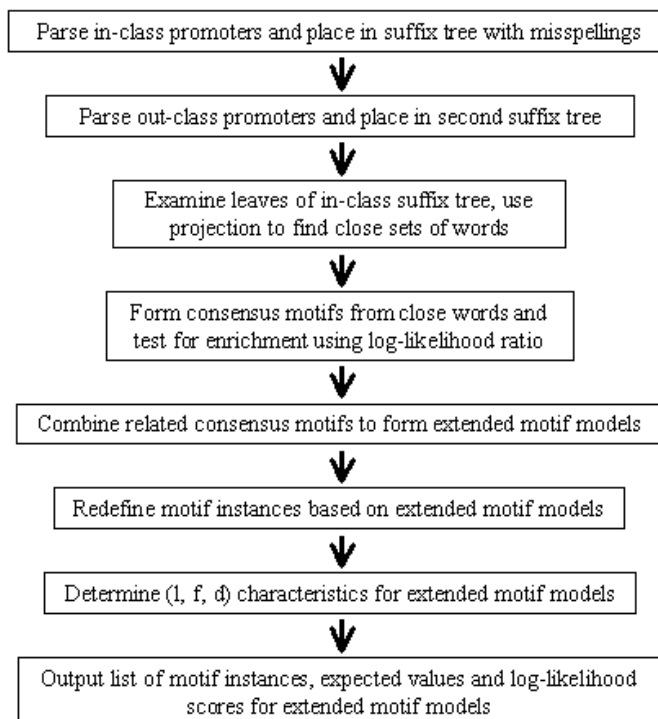 Parse in-class promoters and place in suffix tree with misspellings
Parse out-class promoters and place in second suffix tree
Examine leaves of in-class suffix tree, use
projection to find close sets of words
Form consensus motifs from close words and
test for enrichment using log-likelihood ratio
Combine related consensus motifs to form extended motif models
Redefine motif instances based on extended motif models
Determine (l, f, d) characteristics for extended motif models
Output list of motif instances, expected values and log-likelihood
scores for extended motif models